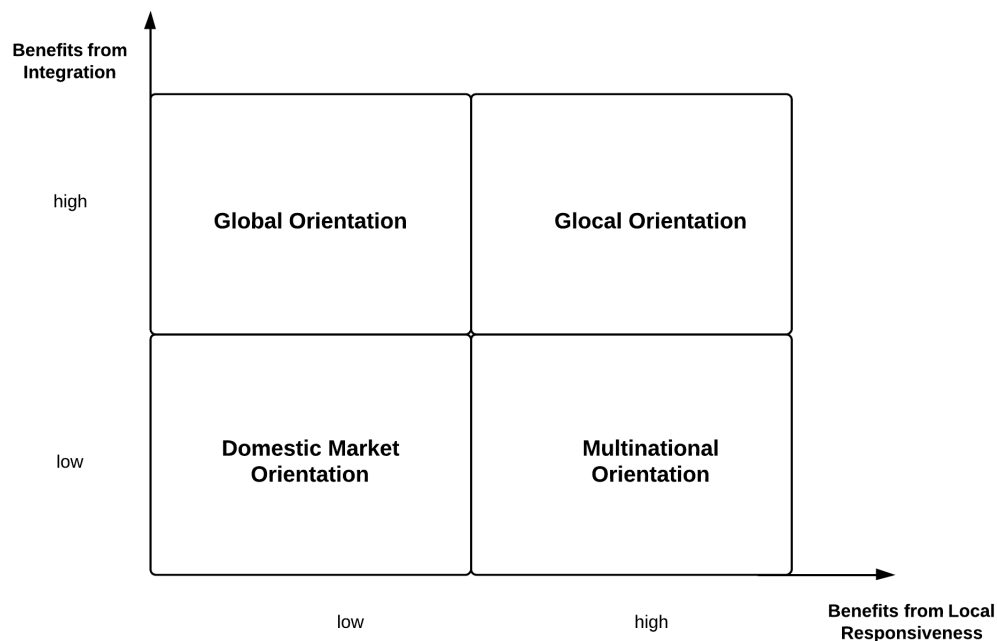 Benefits from
Integration
high
Global Orientation
Glocal Orientation
low
Domestic Market
Orientation
Multinational
Orientation
low
high
Benefits from Local
Responsiveness